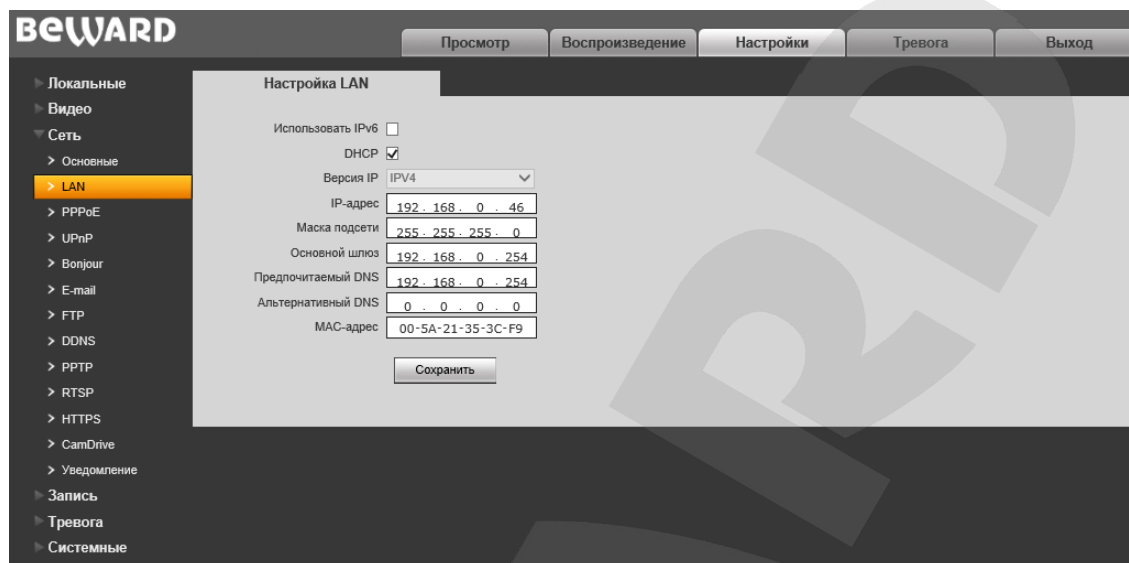 BEWARD
Просмотр Воспроизведение Настройки Тревога Выход
Локальные
Видео
Сеть
Основные
LAN
PPPoE
UPnP
Bonjour
E-mail
FTP
DDNS
PPTP
RTSP
HTTPS
CamDrive
Уведомление
Запись
Тревога
Системные
Настройка LAN
Использовать IPv6
DHCP
Версия IP IPV4
IP-адрес 192 . 168 . 0 . 46
Маска подсети 255 . 255 . 255 . 0
Основной шлюз 192 . 168 . 0 . 254
Предпочитаемый DNS 192 . 168 . 0 . 254
Альтернативный DNS 0 . 0 . 0 . 0
MAC-адрес 00-5A-21-35-3C-F9
Сохранить